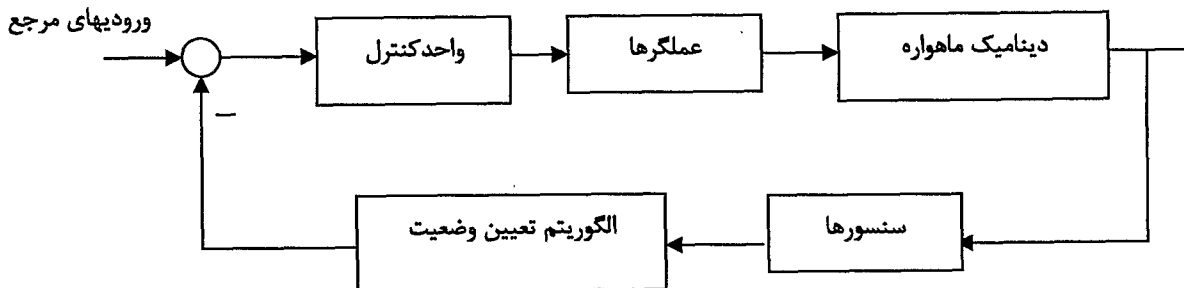 ورودیهای مرجع
واحدکنترل
عملگرها
دینامیک ماهواره
سنسورها
الگوریتم تعیین وضعیت